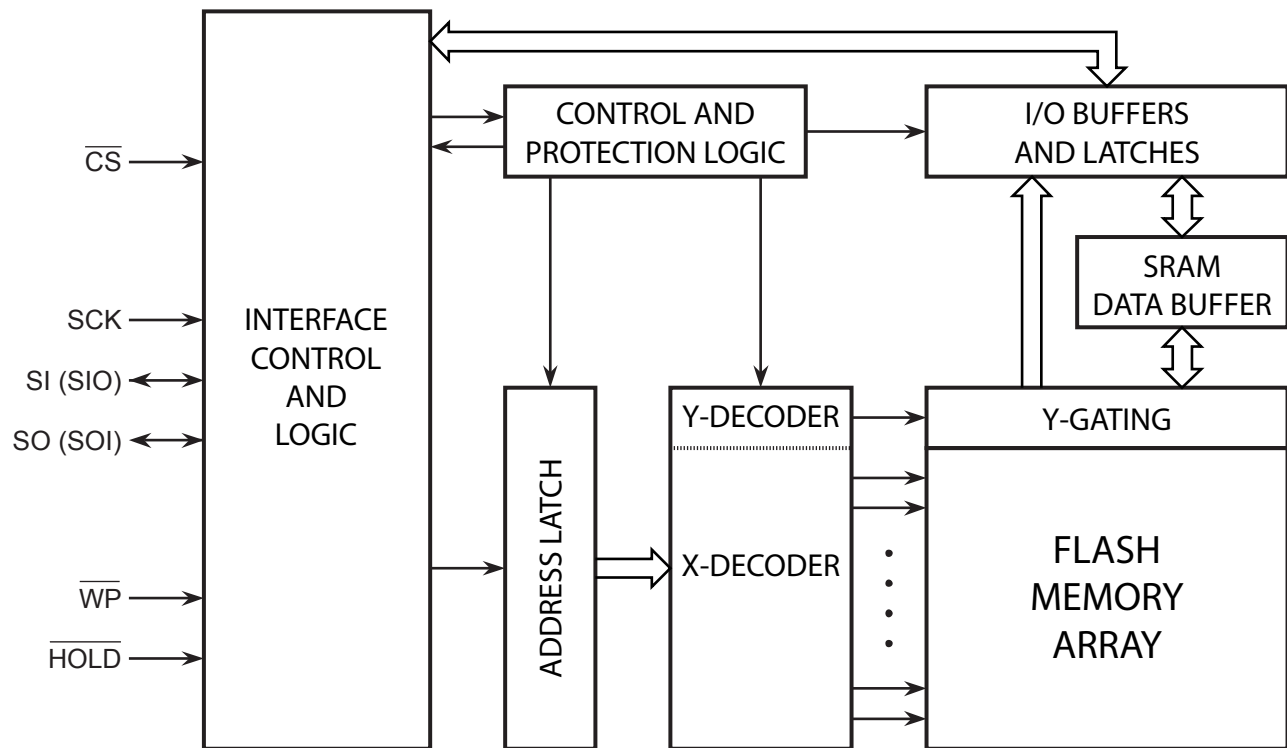 CONTROL AND
PROTECTION LOGIC
I/O BUFFERS
AND LATCHES
CS
SCK
SI (SIO)
SO (SOI)
WP
HOLD
INTERFACE
CONTROL
AND
LOGIC
SRAM
DATA BUFFER
ADDRESS LATCH
Y-DECODER
X-DECODER
Y-GATING
FLASH
MEMORY
ARRAY